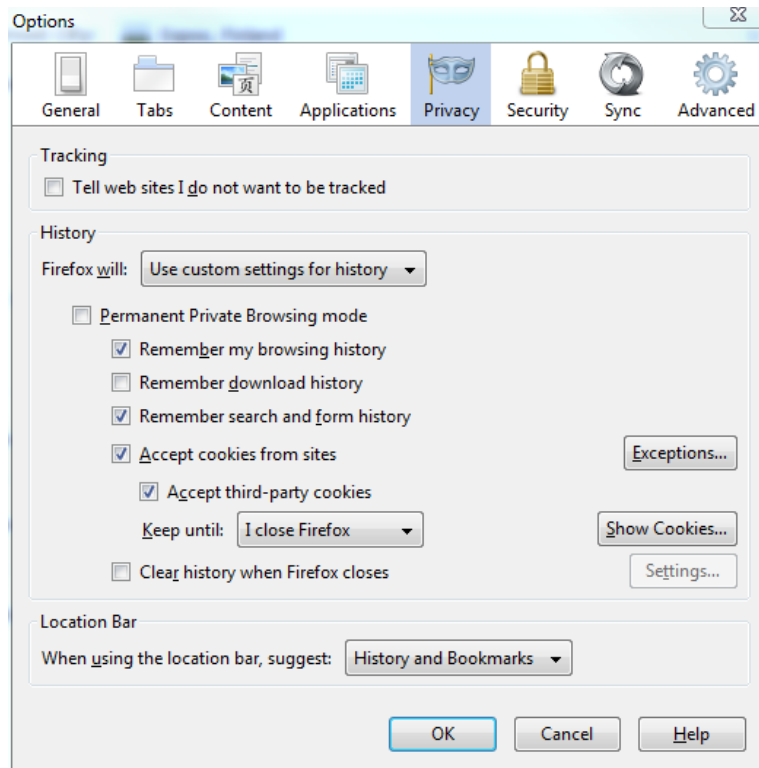 Options
General Tabs Content Applications Privacy Security Sync Advanced
Tracking
Tell web sites I do not want to be tracked
History
Firefox will: Use custom settings for history
Permanent Private Browsing mode
Remember my browsing history
Remember download history
Remember search and form history
Accept cookies from sites Exceptions...
Accept third-party cookies
Keep until: I close Firefox Show Cookies...
Clear history when Firefox closes Settings...
Location Bar
When using the location bar, suggest: History and Bookmarks
OK Cancel Help